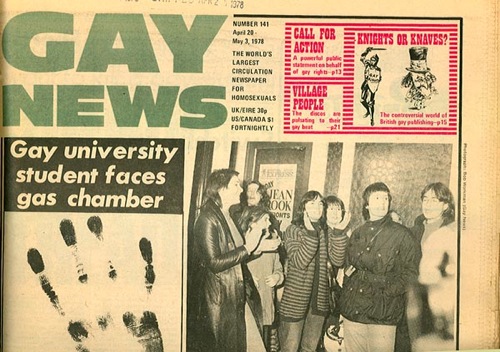 1978
GAY
NEWS
NUMBER 141
April 20 -
May 3, 1978
THE WORLD'S
LARGEST
CIRCULATION
NEWSPAPER
FOR
HOMOSEXUALS
UK/EIRE 30p
US/CANADA $1
FORTNIGHTLY
CALL FOR
ACTION
A powerful public
statement on behalf
of gay rights -p13
VILLAGE
PEOPLE
The discos are
pulsating to their
gay beat -p21
KNIGHTS OR KNAVES?
The controversial world of
British gay publishing -p15
Gay university
student faces
gas chamber